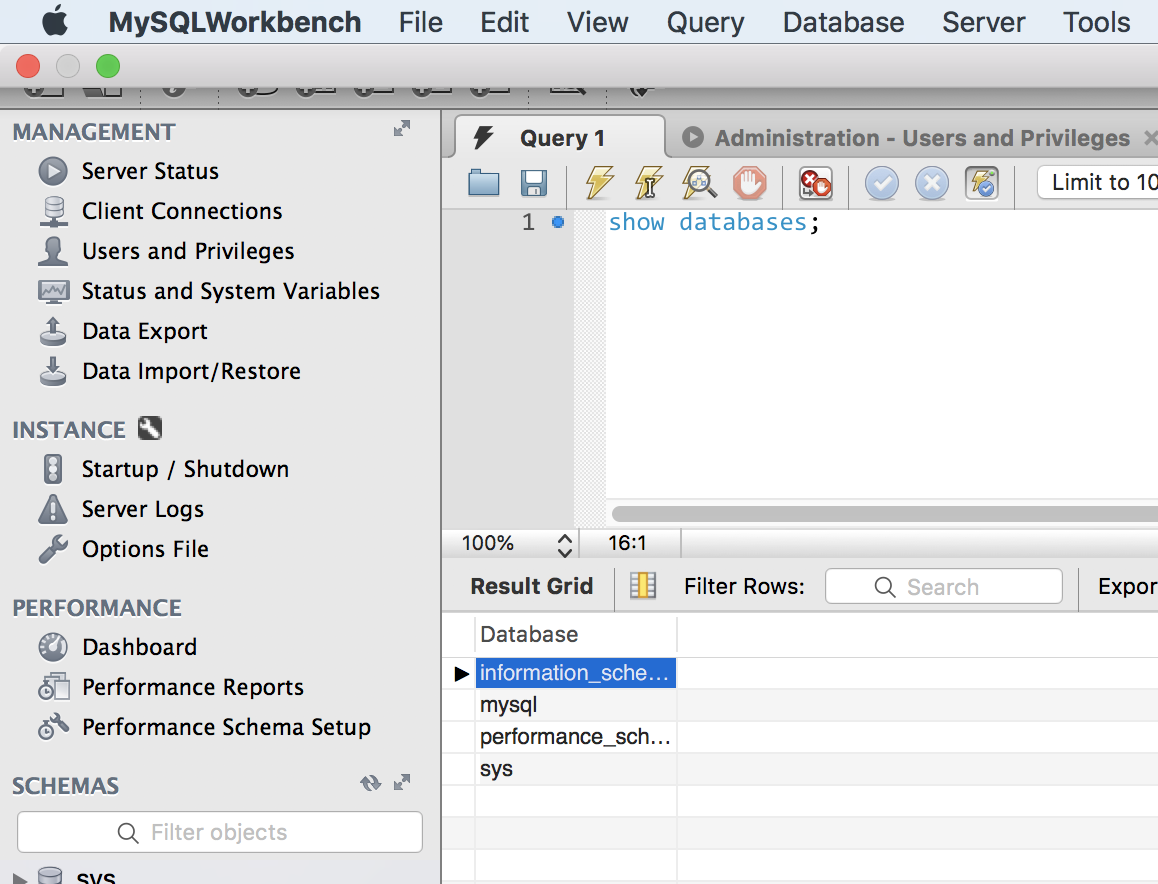 MySQLWorkbench File Edit View Query Database Server Tools
MANAGEMENT
Server Status
Client Connections
Users and Privileges
Status and System Variables
Data Export
Data Import/Restore
INSTANCE
Startup / Shutdown
Server Logs
Options File
PERFORMANCE
Dashboard
Performance Reports
Performance Schema Setup
SCHEMAS
Filter objects
sys
Query 1 Administration - Users and Privileges
Limit to 10
1 show databases;
100% 16:1
Result Grid Filter Rows: Search Expor
Database
information_sche...
mysql
performance_sch...
sys